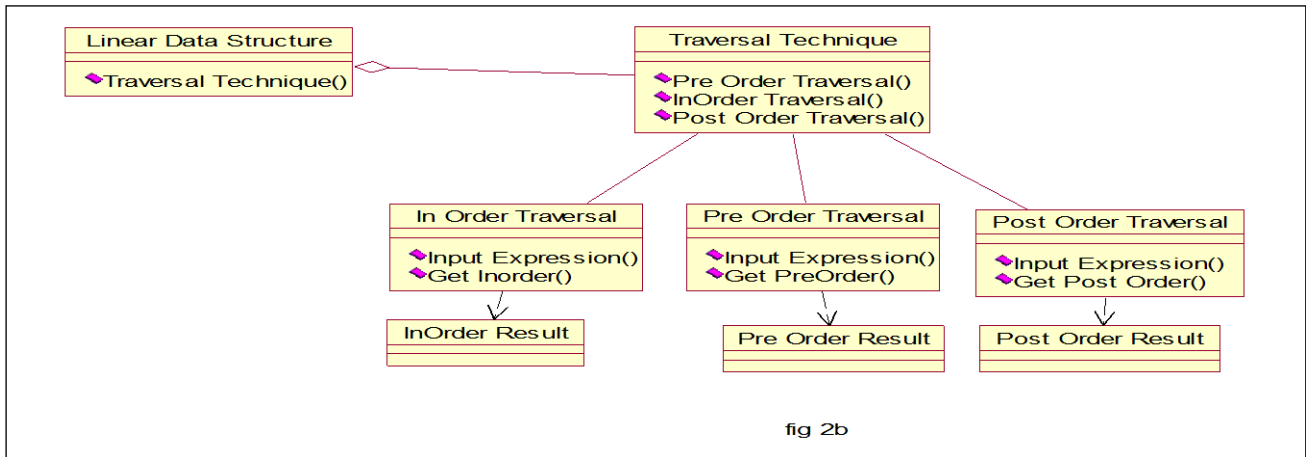 Linear Data Structure
Traversal Technique()
Traversal Technique
Pre Order Traversal()
InOrder Traversal()
Post Order Traversal()
In Order Traversal
Input Expression()
Get Inorder()
Pre Order Traversal
Input Expression()
Get PreOrder()
Post Order Traversal
Input Expression()
Get Post Order()
InOrder Result
Pre Order Result
Post Order Result
fig 2b